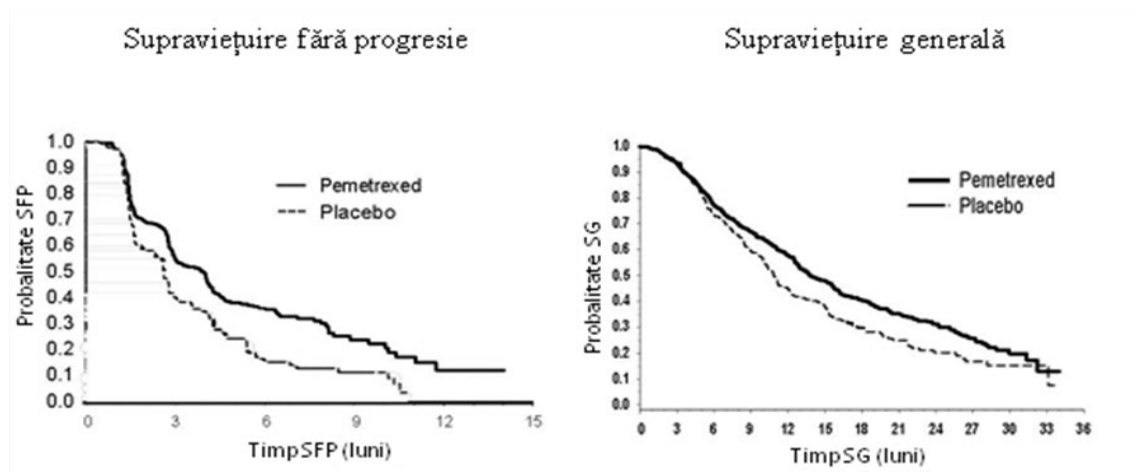 Supraviețuire fără progresie
Probalitate SFP
1.0
0.9
0.8
0.7
0.6
0.5
0.4
0.3
0.2
0.1
0.0
Pemetrexed
Placebo
0 3 6 9 12 15
TimpSFP (luni)
Supraviețuire generală
Probalitate SG
1.0
0.9
0.8
0.7
0.6
0.5
0.4
0.3
0.2
0.1
0.0
Pemetrexed
Placebo
0 3 6 9 12 15 18 21 24 27 30 33 36
TimpSG (luni)